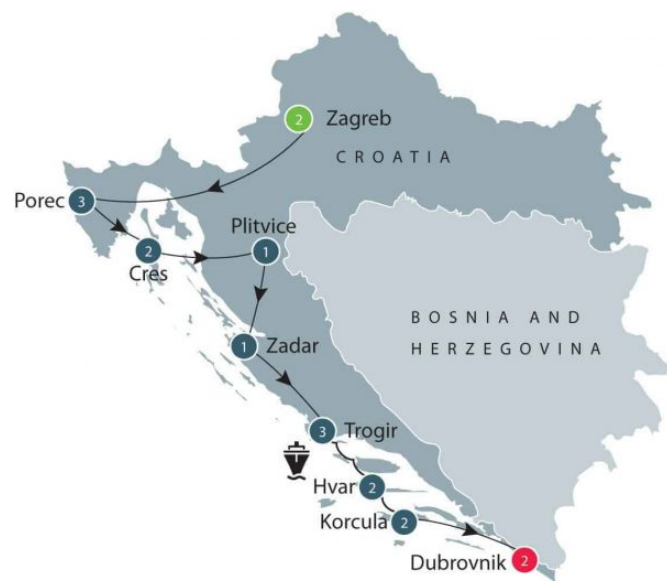 2 Zagreb
CROATIA
Porec 3
Plitvice
1
2
Cres
BOSNIA AND
HERZEGOVINA
1 Zadar
3 Trogir
Hvar 2
Korcula 2
Dubrovnik 2